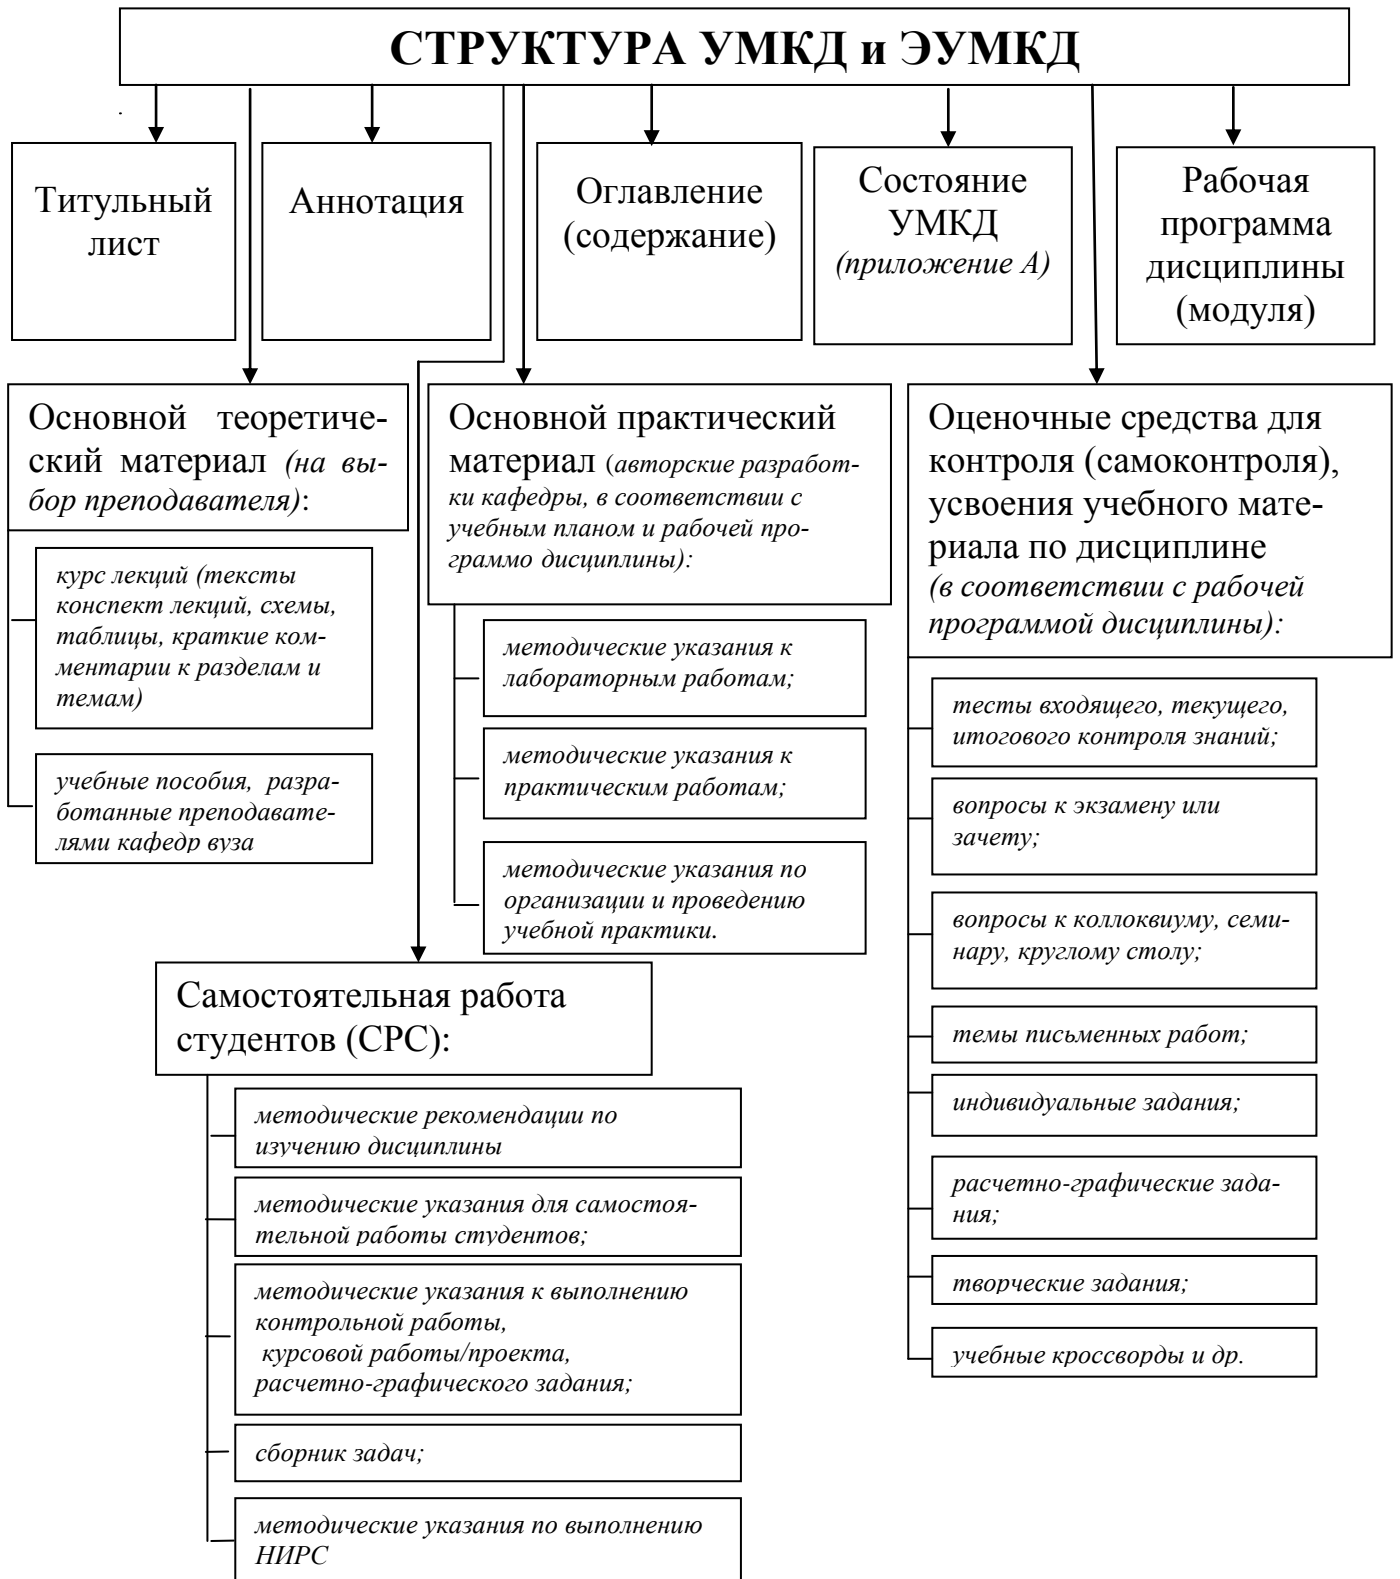 СТРУКТУРА УМКД и ЭУМКД
Титульный
лист
Аннотация
Оглавление
(содержание)
Состояние
УМКД
(приложение А)
Рабочая
программа
дисциплины
(модуля)
Основной теоретиче-
ский материал (на вы-
бор преподавателя):
курс лекций (тексты
конспект лекций, схемы,
таблицы, краткие ком-
ментарии к разделам и
темам)
учебные пособия, разра-
ботанные преподавате-
лями кафедр вуза
Основной практический
материал (авторские разработ-
ки кафедры, в соответствии с
учебным планом и рабочей про-
граммо дисциплины):
методические указания к
лабораторным работам;
методические указания к
практическим работам;
методические указания по
организации и проведению
учебной практики.
Оценочные средства для
контроля (самоконтроля),
усвоения учебного мате-
риала по дисциплине
(в соответствии с рабочей
программой дисциплины):
тесты входящего, текущего,
итогового контроля знаний;
вопросы к экзамену или
зачету;
вопросы к коллоквиуму, семи-
нару, круглому столу;
темы письменных работ;
индивидуальные задания;
расчетно-графические зада-
ния;
творческие задания;
учебные кроссворды и др.
Самостоятельная работа
студентов (СРС):
методические рекомендации по
изучению дисциплины
методические указания для самостоя-
тельной работы студентов;
методические указания к выполнению
контрольной работы,
курсовой работы/проекта,
расчетно-графического задания;
сборник задач;
методические указания по выполнению
НИРС